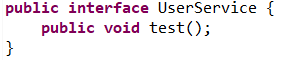 public interface UserService {
    public void test();
}